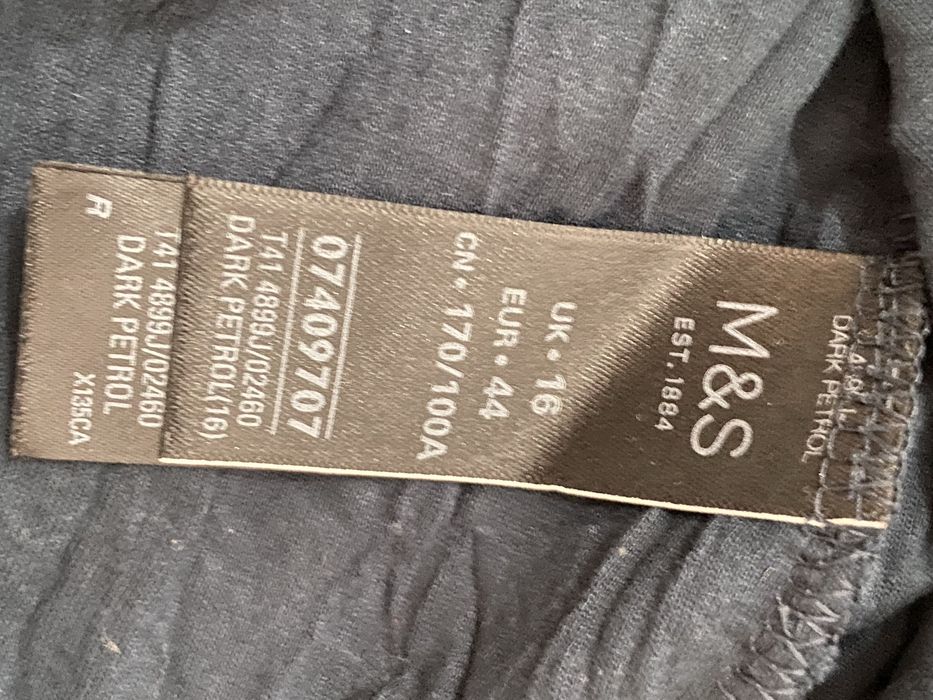 DARK PETROL
M&S
EST. 1884
UK • 16
EUR • 44
CN • 170/100A
07409707
T41 4899J/02460
DARK PETROL(16)
R
T41 4899J/02460
DARK PETROL
X135CA